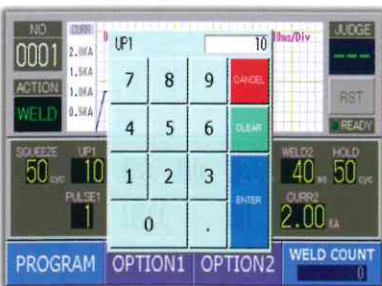 NO
0001
ACTION
WELD
CURR
2.0KA
1.5KA
1.0KA
0.5KA
0ms/Div
JUDGE
---
RST
READY
UP1 10
7 8 9 CANCEL
4 5 6 CLEAR
1 2 3 ENTER
0 .
SQUEEZE UP1
50 cyc 10
PULSE1
1
WELD2 HOLD
40 ms 50 cyc
CURR2
2.00 KA
PROGRAM OPTION1 OPTION2 WELD COUNT
0